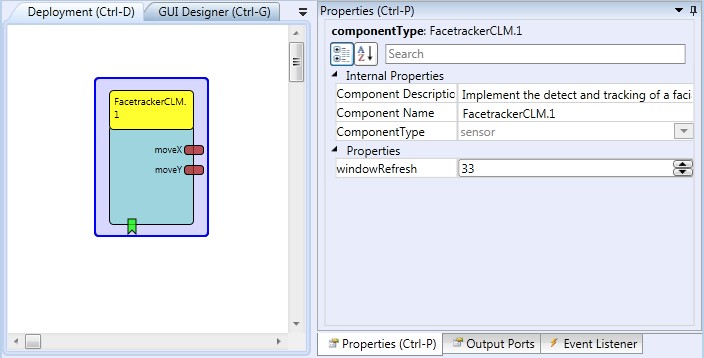 Deployment (Ctrl-D)
GUI Designer (Ctrl-G)
FacetrackerCLM.
1
moveX
moveY
Properties (Ctrl-P)
componentType: FacetrackerCLM.1
A
Z
Search
Internal Properties
Component Descriptio Implement the detect and tracking of a faci
Component Name FacetrackerCLM.1
ComponentType sensor
Properties
windowRefresh 33
Properties (Ctrl-P)
Output Ports
Event Listener